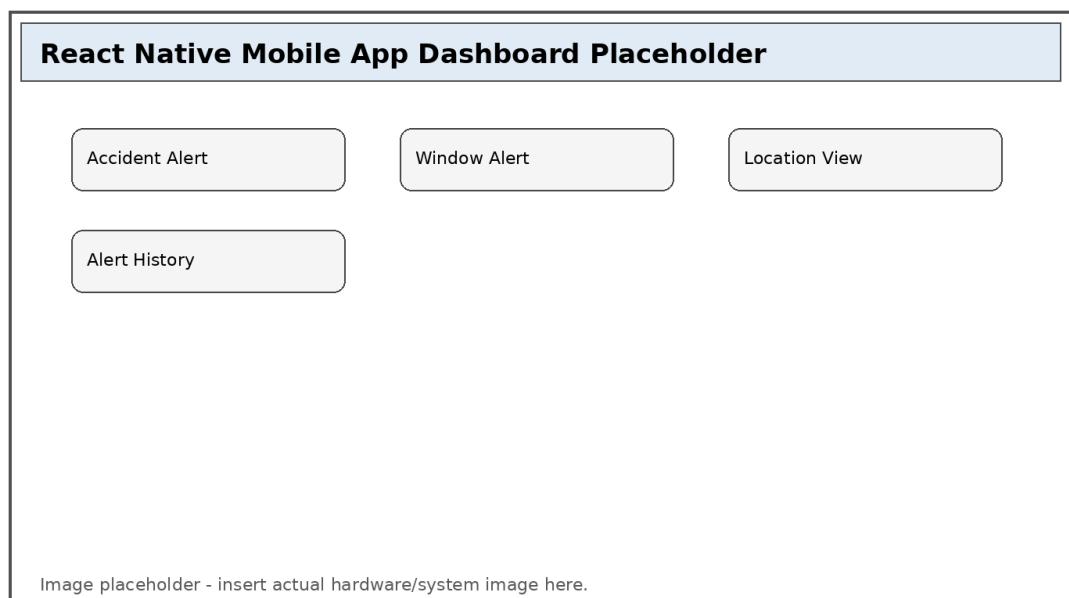 React Native Mobile App Dashboard Placeholder
Accident Alert
Window Alert
Location View
Alert History
Image placeholder - insert actual hardware/system image here.